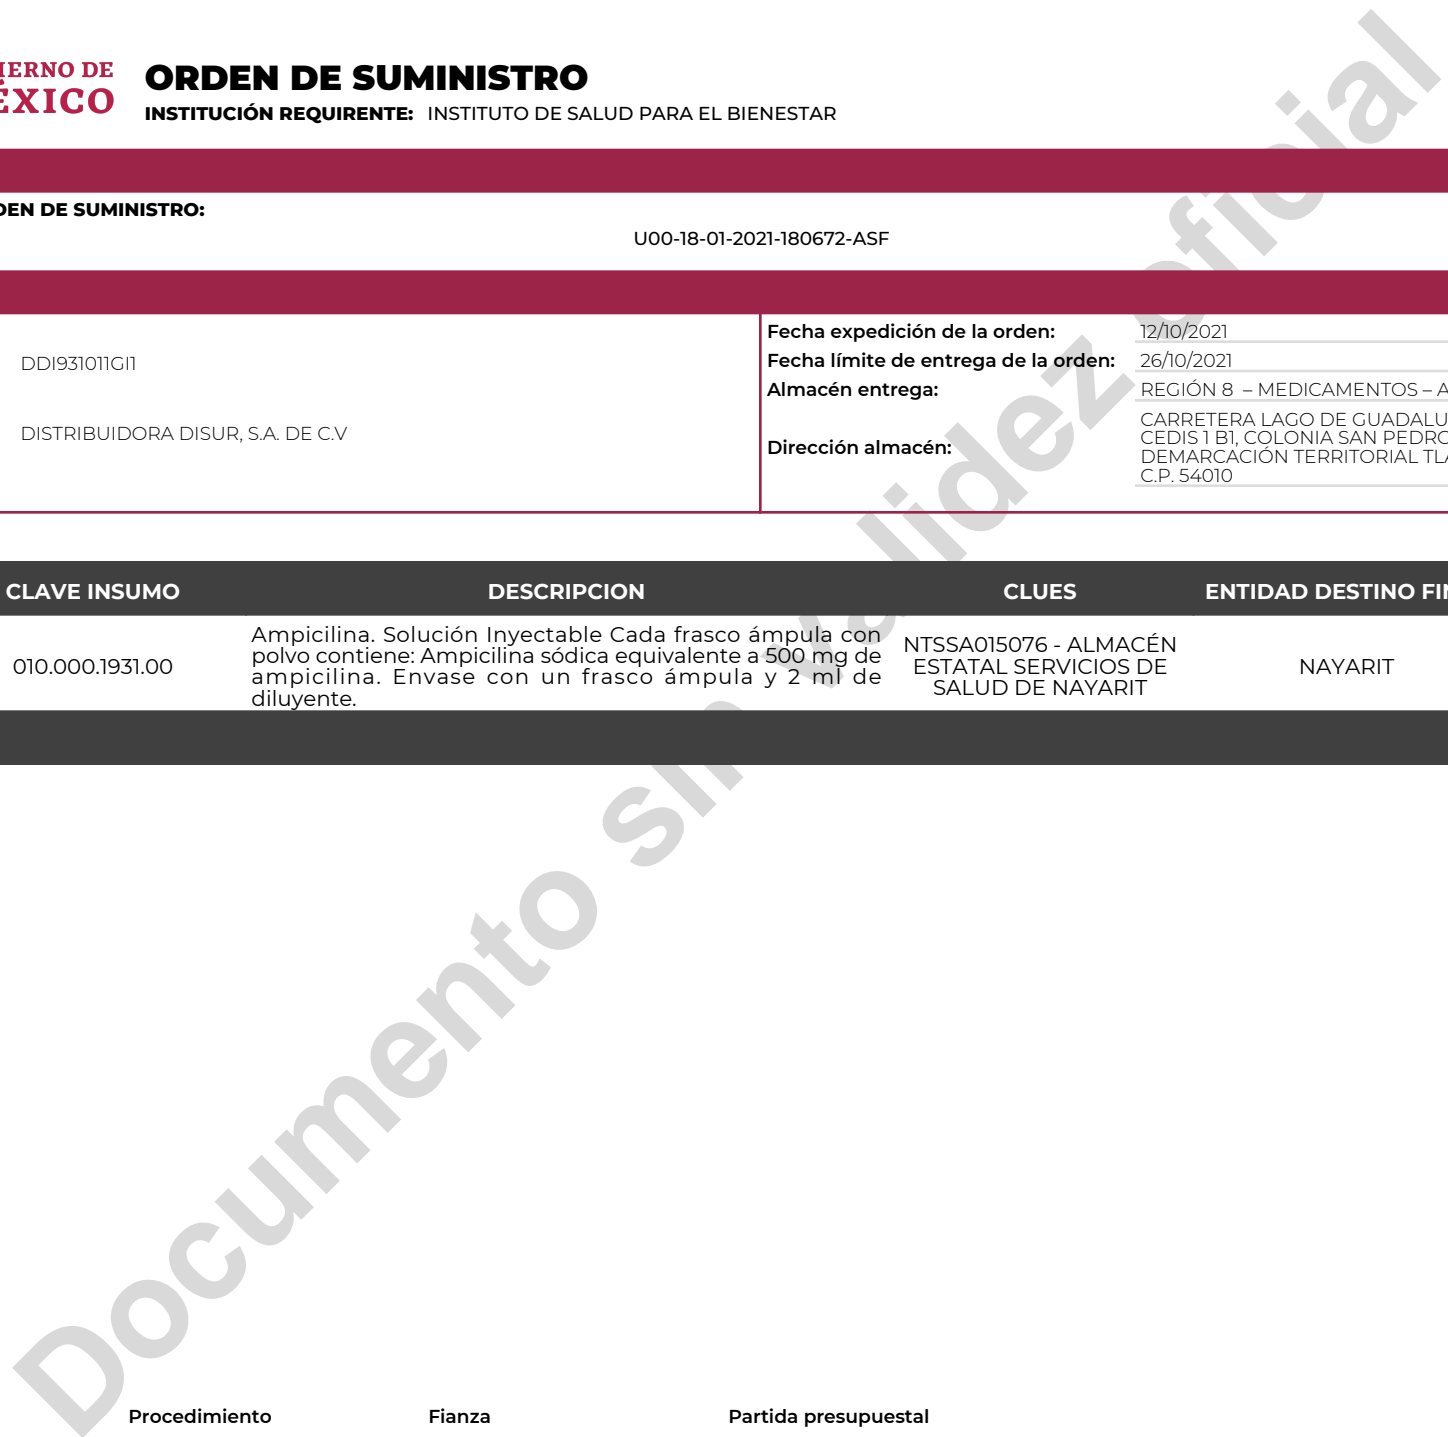 IERNO DE
ÉXICO
ORDEN DE SUMINISTRO
INSTITUCIÓN REQUIRENTE: INSTITUTO DE SALUD PARA EL BIENESTAR
DEN DE SUMINISTRO:
U00-18-01-2021-180672-ASF
DDI931011GI1
DISTRIBUIDORA DISUR, S.A. DE C.V
Fecha expedición de la orden: 12/10/2021
Fecha límite de entrega de la orden: 26/10/2021
Almacén entrega: REGIÓN 8 – MEDICAMENTOS – A
Dirección almacén:
CARRETERA LAGO DE GUADALU
CEDIS 1 B1, COLONIA SAN PEDRO
DEMARCACIÓN TERRITORIAL TLA
C.P. 54010
CLAVE INSUMO DESCRIPCION CLUES ENTIDAD DESTINO FIN
010.000.1931.00
Ampicilina. Solución Inyectable Cada frasco ámpula con
polvo contiene: Ampicilina sódica equivalente a 500 mg de
ampicilina. Envase con un frasco ámpula y 2 ml de
diluyente.
NTSSA015076 - ALMACÉN
ESTATAL SERVICIOS DE
SALUD DE NAYARIT
NAYARIT
Documento sin validez oficial
Procedimiento Fianza Partida presupuestal